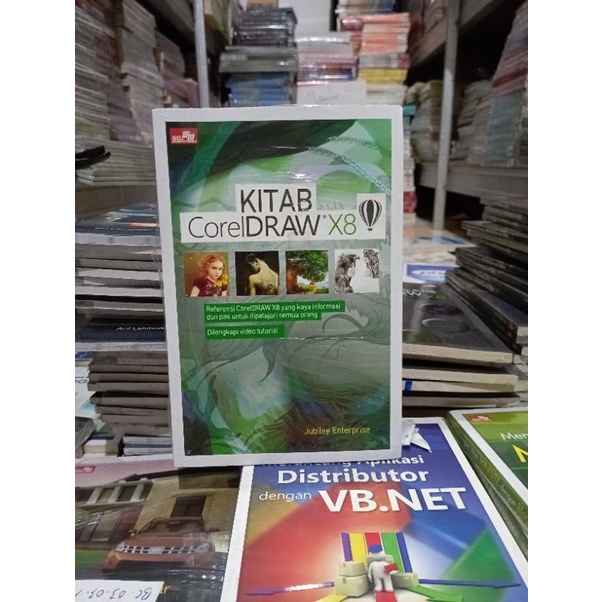 KITAB
CorelDRAW® X8
Referensi CorelDRAW X8 yang kaya informasi
dan pas untuk dipelajari semua orang
Dilengkapi video tutorial
Jubilee Enterprise
Aplikasi
Distributor
dengan VB.NET